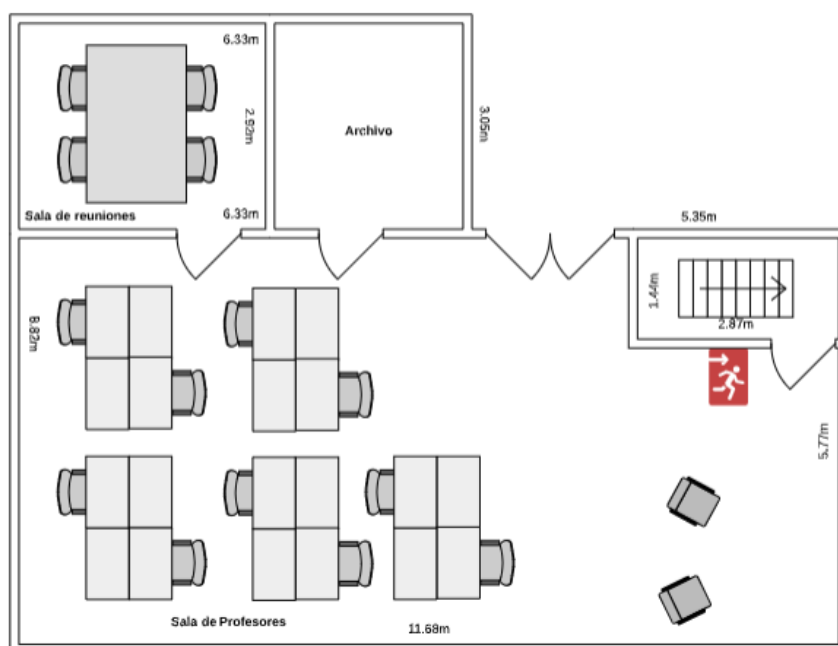 6.33m
2.92m
3.05m
Archivo
Sala de reuniones
6.33m
5.35m
1.44m
2.87m
8.82m
5.77m
Sala de Profesores
11.68m